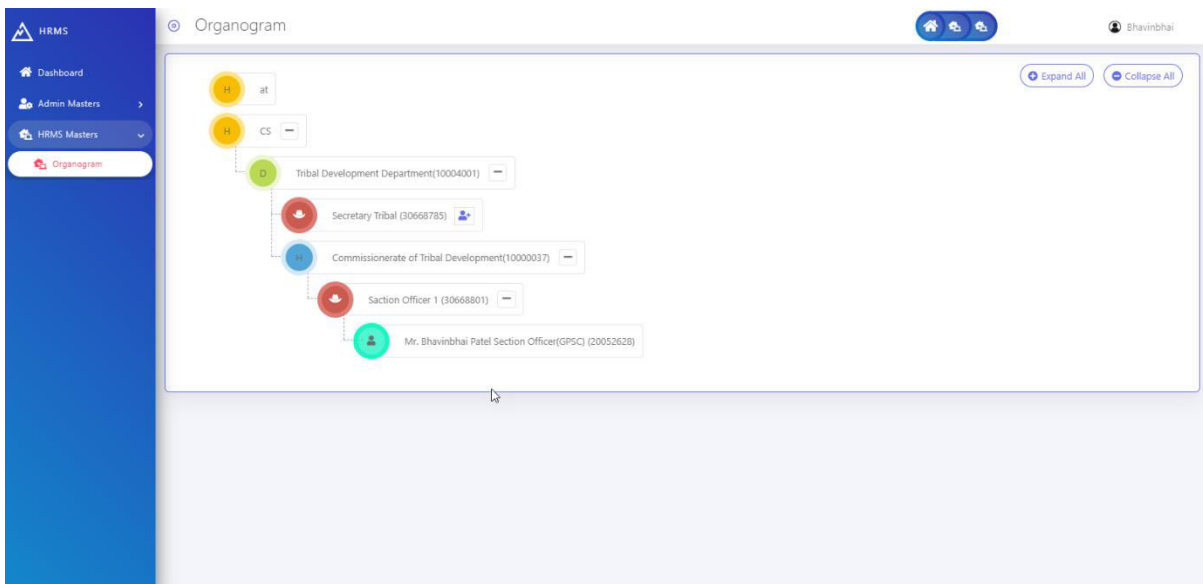 HRMS
Organogram
Bhavinbhai
Dashboard
Admin Masters
HRMS Masters
Organogram
Expand All
Collapse All
H at
H CS
D Tribal Development Department(10004001)
Secretary Tribal (30668785)
H Commissionerate of Tribal Development(10000037)
Saction Officer 1 (30668801)
Mr. Bhavinbhai Patel Section Officer(GPSC) (20052628)